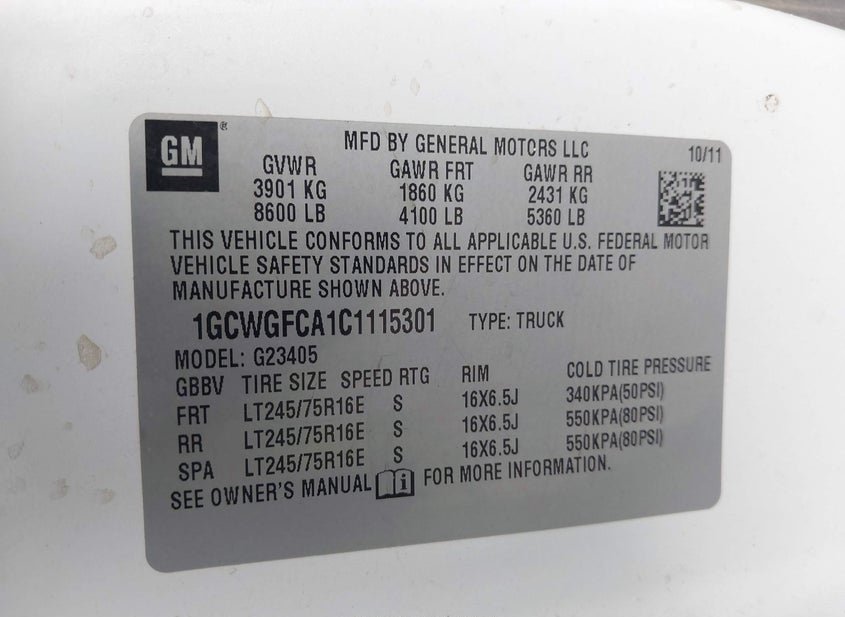 GM ®
MFD BY GENERAL MOTORS LLC 10/11
GVWR GAWR FRT GAWR RR
3901 KG 1860 KG 2431 KG
8600 LB 4100 LB 5360 LB
THIS VEHICLE CONFORMS TO ALL APPLICABLE U.S. FEDERAL MOTOR
VEHICLE SAFETY STANDARDS IN EFFECT ON THE DATE OF
MANUFACTURE SHOWN ABOVE.
1GCWGFCA1C1115301 TYPE: TRUCK
MODEL: G23405
GBBV TIRE SIZE SPEED RTG RIM COLD TIRE PRESSURE
FRT LT245/75R16E S 16X6.5J 340KPA(50PSI)
RR LT245/75R16E S 16X6.5J 550KPA(80PSI)
SPA LT245/75R16E S 16X6.5J 550KPA(80PSI)
SEE OWNER'S MANUAL i FOR MORE INFORMATION.